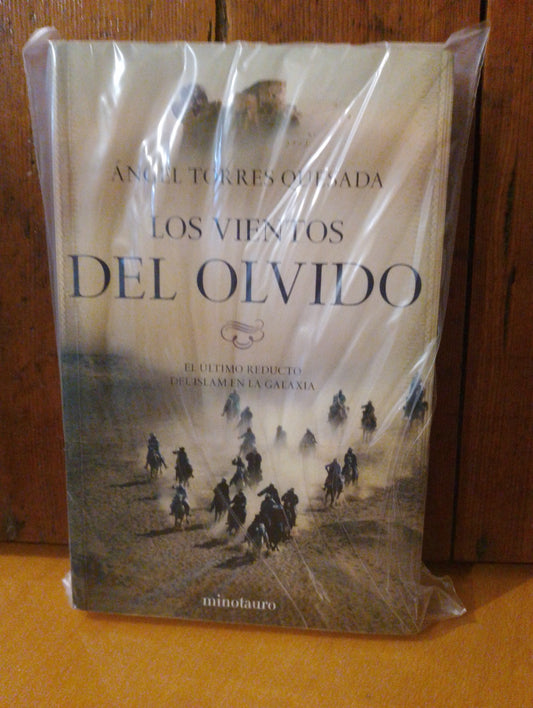 ÁNGEL TORRES QUESADA
LOS VIENTOS
DEL OLVIDO
EL ÚLTIMO REDUCTO
DEL ISLAM EN LA GALAXIA
minotauro